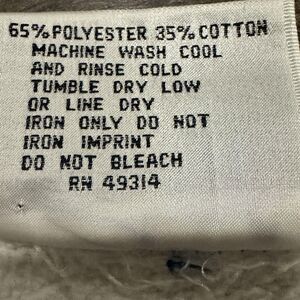 65% POLYESTER 35% COTTON
MACHINE WASH COOL
AND RINSE COLD
TUMBLE DRY LOW
OR LINE DRY
IRON ONLY DO NOT
IRON IMPRINT
DO NOT BLEACH
RN 49314